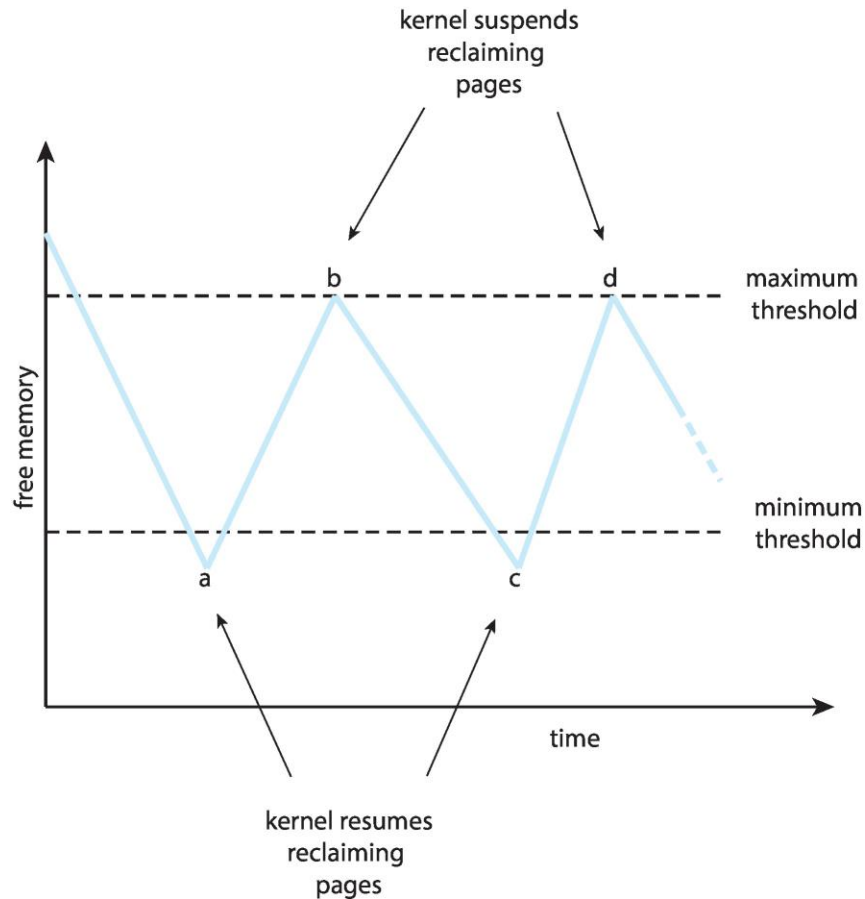 kernel suspends
reclaiming
pages
b
d
maximum
threshold
free memory
minimum
threshold
a
c
time
kernel resumes
reclaiming
pages